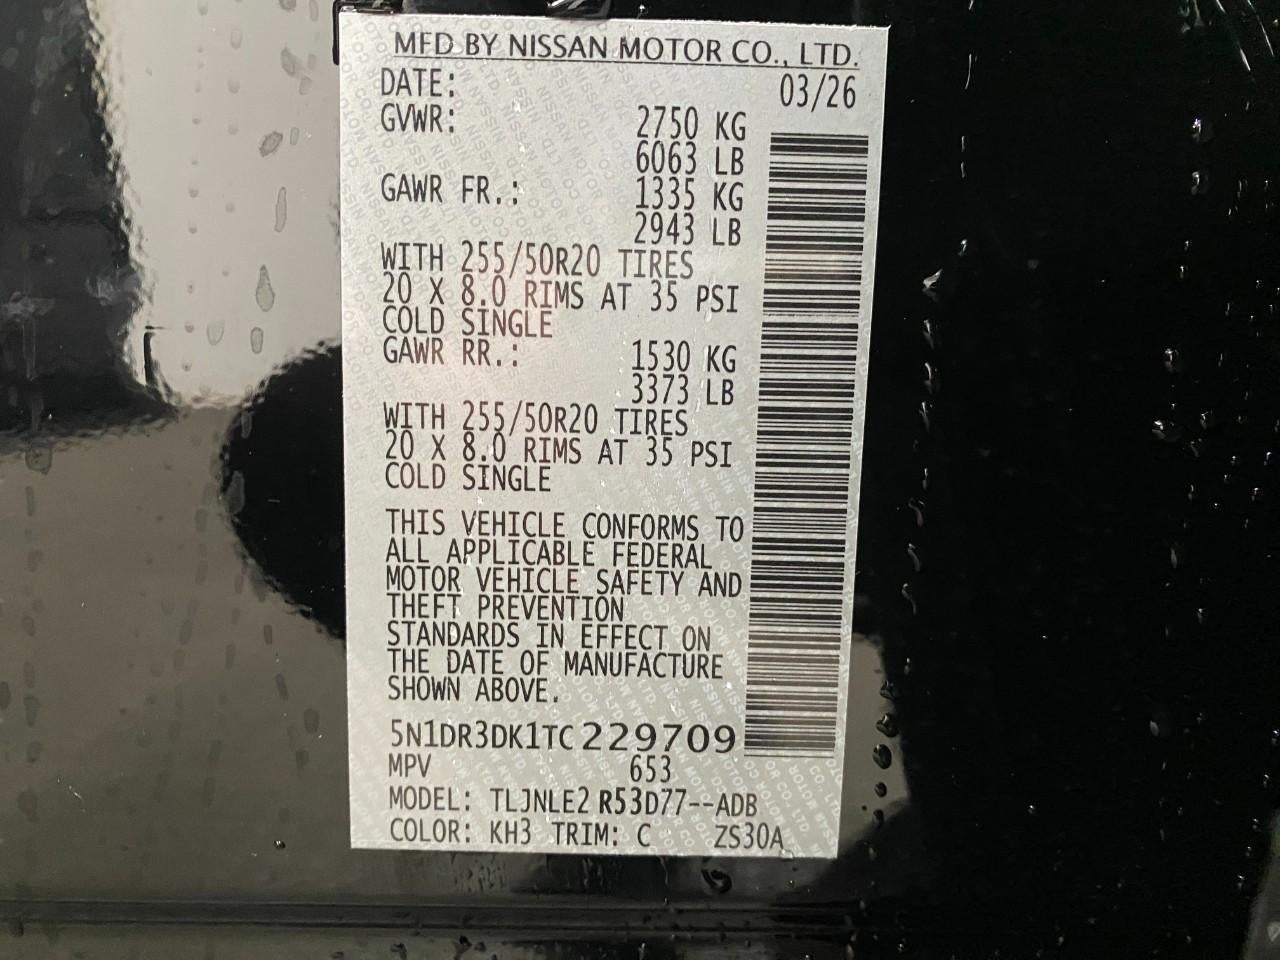 MFD BY NISSAN MOTOR CO., LTD.
DATE: 03/26
GVWR: 2750 KG
6063 LB
GAWR FR.: 1335 KG
2943 LB
WITH 255/50R20 TIRES
20 X 8.0 RIMS AT 35 PSI
COLD SINGLE
GAWR RR.: 1530 KG
3373 LB
WITH 255/50R20 TIRES
20 X 8.0 RIMS AT 35 PSI
COLD SINGLE
THIS VEHICLE CONFORMS TO
ALL APPLICABLE FEDERAL
MOTOR VEHICLE SAFETY AND
THEFT PREVENTION
STANDARDS IN EFFECT ON
THE DATE OF MANUFACTURE
SHOWN ABOVE.
5N1DR3DK1TC229709
MPV 653
MODEL: TLJNLE2 R53D77--ADB
COLOR: KH3 TRIM: C ZS30A